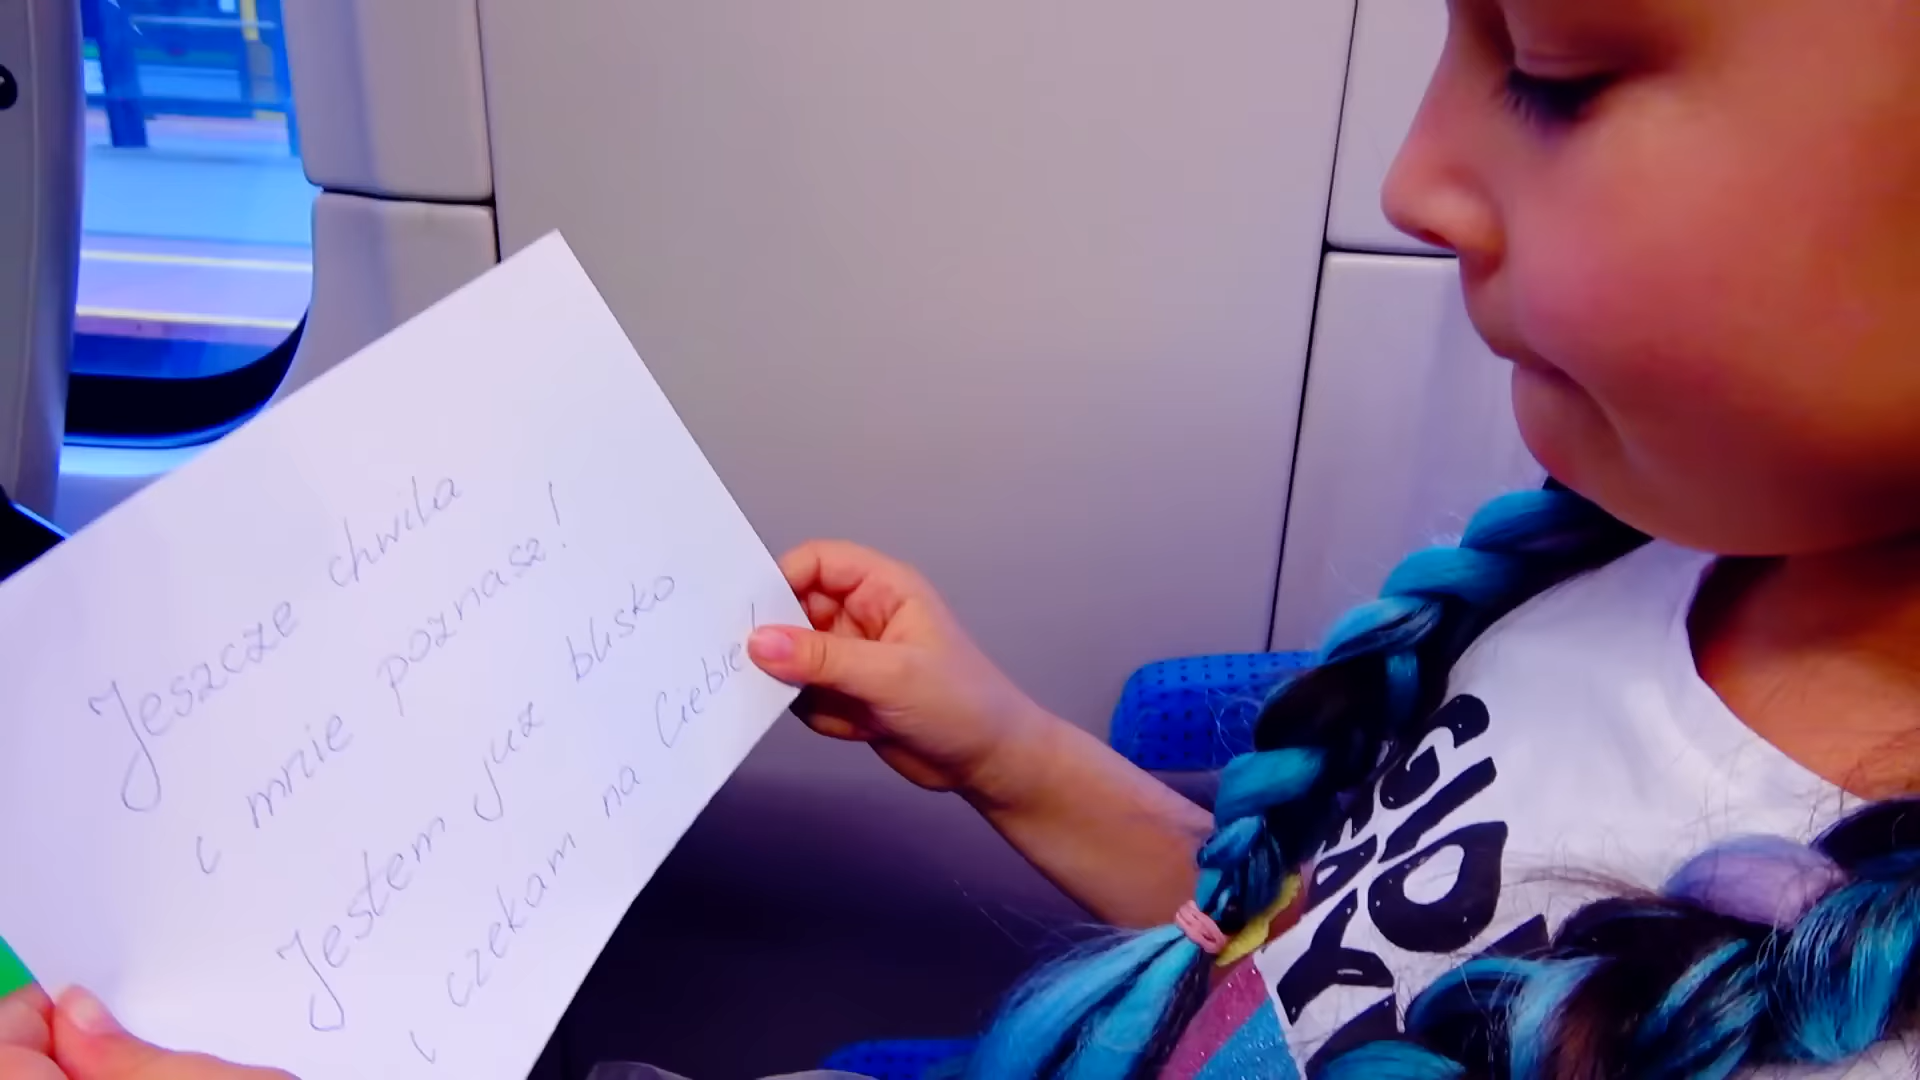 Jeszcze chwila
i mnie poznasz!
Jestem już blisko
i czekam na Ciebie!